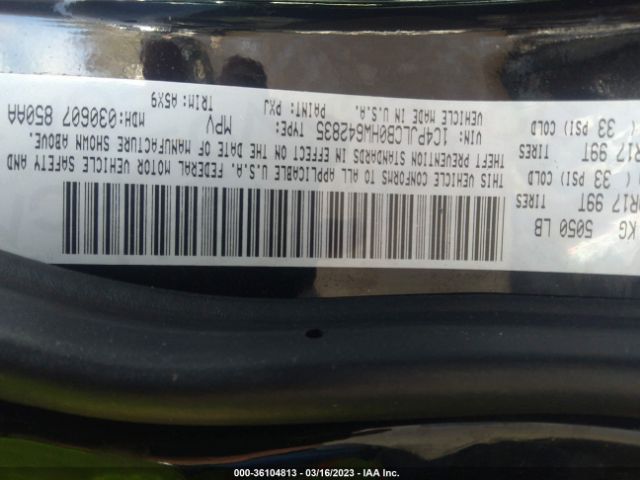 KG 5050 LB
R17 99T TIRES
33 PSI) COLD
R17 99T TIRES
33 PSI) COLD
THIS VEHICLE CONFORMS TO ALL APPLICABLE U.S.A. FEDERAL MOTOR VEHICLE SAFETY AND
THEFT PREVENTION STANDARDS IN EFFECT ON THE DATE OF MANUFACTURE SHOWN ABOVE.
VIN: 1C4PJLCB0HW642835 TYPE: MPV MDH:030607 850AA
VEHICLE MADE IN U.S.A. PAINT: PXJ TRIM: A5X9
000-36104813 - 03/16/2023 - IAA Inc.